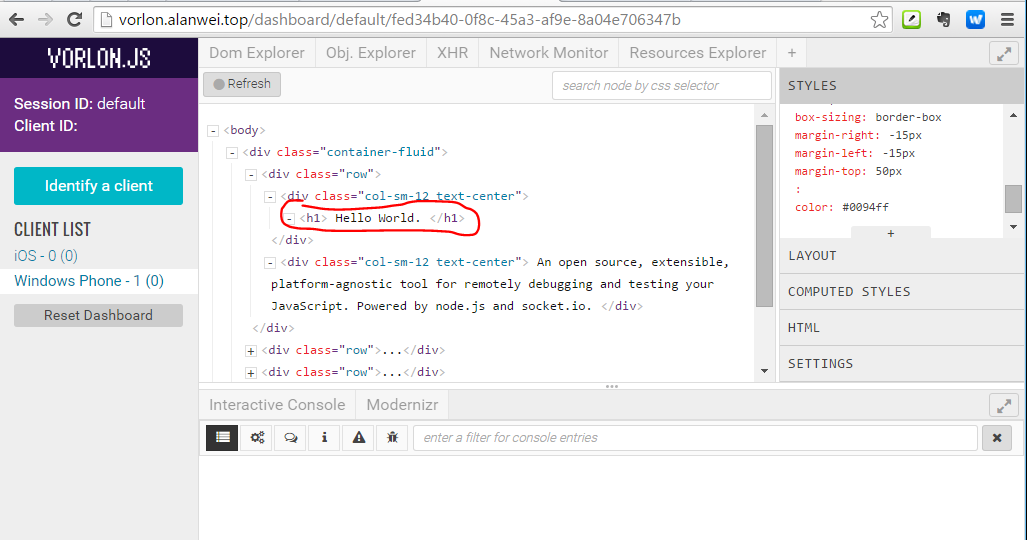 vorlon.alanwei.top/dashboard/default/fed34b40-0f8c-45a3-af9e-8a04e706347b
VORLON.JS
Session ID: default
Client ID:
Identify a client
CLIENT LIST
iOS - 0 (0)
Windows Phone - 1 (0)
Reset Dashboard
Dom Explorer Obj. Explorer XHR Network Monitor Resources Explorer +
Refresh
search node by css selector
<body>
<div class="container-fluid">
<div class="row">
<div class="col-sm-12 text-center">
<h1> Hello World. </h1>
</div>
<div class="col-sm-12 text-center"> An open source, extensible,
platform-agnostic tool for remotely debugging and testing your
JavaScript. Powered by node.js and socket.io. </div>
</div>
<div class="row">...</div>
<div class="row">...</div>
STYLES
box-sizing: border-box
margin-right: -15px
margin-left: -15px
margin-top: 50px
:
color: #0094ff
+
LAYOUT
COMPUTED STYLES
HTML
SETTINGS
Interactive Console Modernizr
enter a filter for console entries